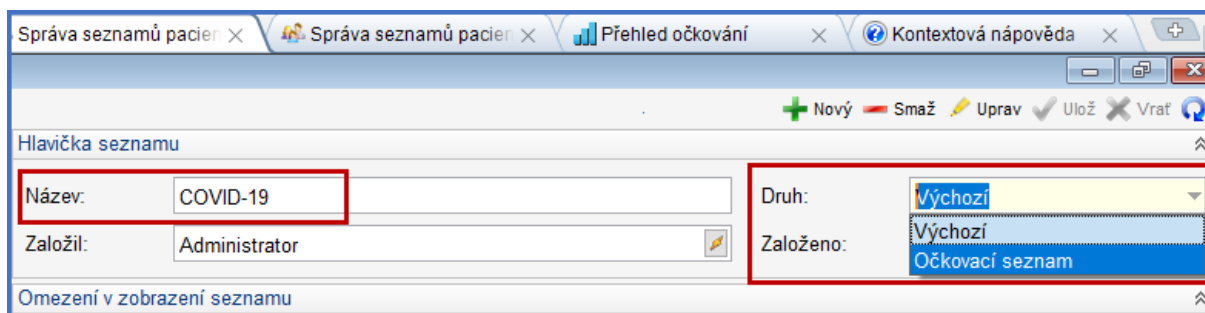 Správa seznamů pacien Správa seznamů pacien Přehled očkování Kontextová nápověda
Nový Smaž Uprav Ulož Vrať
Hlavička seznamu
Název: COVID-19 Druh: Výchozí
Založil: Administrator Založeno: Výchozí
Očkovací seznam
Omezení v zobrazení seznamu